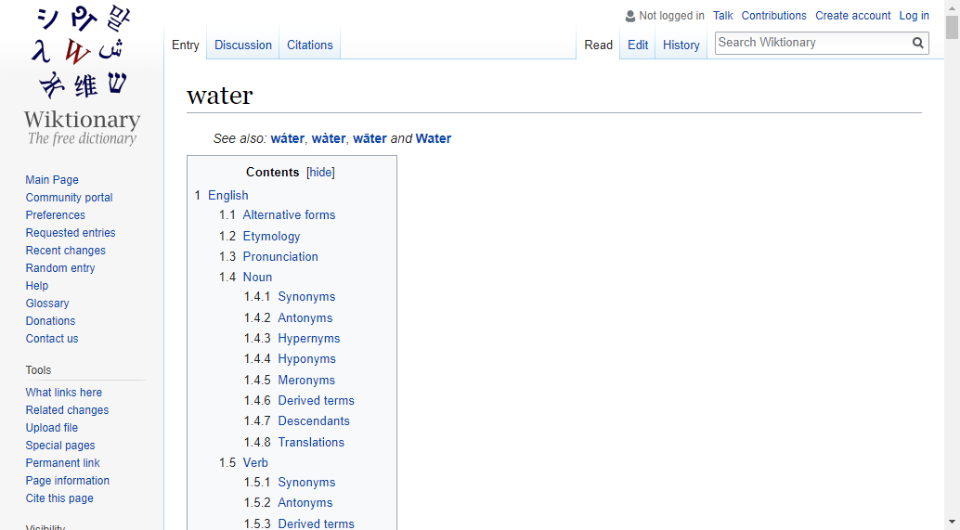 Not logged in Talk Contributions Create account Log in
Entry Discussion Citations
Read Edit History Search Wiktionary
シ 말
λ W ش
维 ש
Wiktionary
The free dictionary
Main Page
Community portal
Preferences
Requested entries
Recent changes
Random entry
Help
Glossary
Donations
Contact us
Tools
What links here
Related changes
Upload file
Special pages
Permanent link
Page information
Cite this page
Visibility
water
See also: wáter, wàter, wäter and Water
Contents [hide]
1 English
1.1 Alternative forms
1.2 Etymology
1.3 Pronunciation
1.4 Noun
1.4.1 Synonyms
1.4.2 Antonyms
1.4.3 Hypernyms
1.4.4 Hyponyms
1.4.5 Meronyms
1.4.6 Derived terms
1.4.7 Descendants
1.4.8 Translations
1.5 Verb
1.5.1 Synonyms
1.5.2 Antonyms
1.5.3 Derived terms